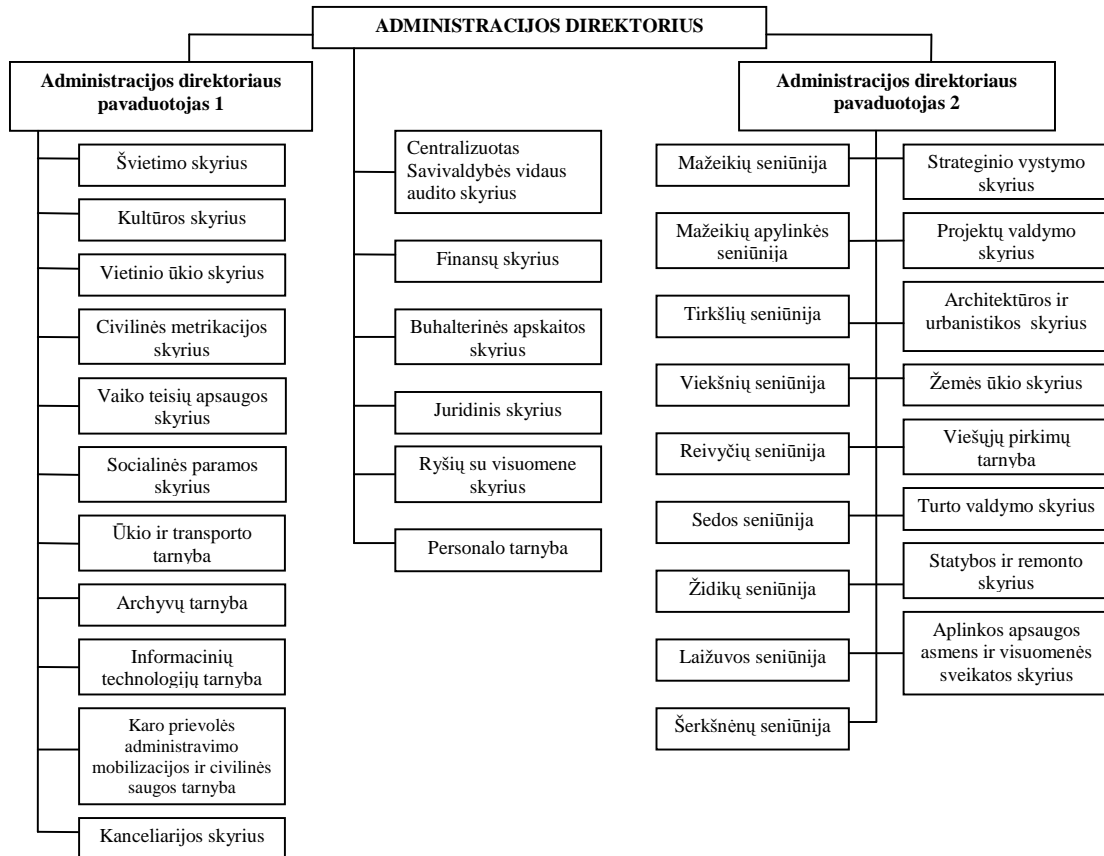 ADMINISTRACIJOS DIREKTORIUS
Administracijos direktoriaus
pavaduotojas 1
Švietimo skyrius
Kultūros skyrius
Vietinio ūkio skyrius
Civilinės metrikacijos
skyrius
Vaiko teisių apsaugos
skyrius
Socialinės paramos
skyrius
Ūkio ir transporto
tarnyba
Archyvų tarnyba
Informacinių
technologijų tarnyba
Karo prievolės
administravimo
mobilizacijos ir civilinės
saugos tarnyba
Kanceliarijos skyrius
Centralizuotas
Savivaldybės vidaus
audito skyrius
Finansų skyrius
Buhalterinės apskaitos
skyrius
Juridinis skyrius
Ryšių su visuomene
skyrius
Personalo tarnyba
Administracijos direktoriaus
pavaduotojas 2
Mažeikių seniūnija
Mažeikių apylinkės
seniūnija
Tirkšlių seniūnija
Viekšnių seniūnija
Reivyčių seniūnija
Sedos seniūnija
Židikų seniūnija
Laižuvos seniūnija
Šerkšnėnų seniūnija
Strateginio vystymo
skyrius
Projektų valdymo
skyrius
Architektūros ir
urbanistikos skyrius
Žemės ūkio skyrius
Viešųjų pirkimų
tarnyba
Turto valdymo skyrius
Statybos ir remonto
skyrius
Aplinkos apsaugos
asmens ir visuomenės
sveikatos skyrius